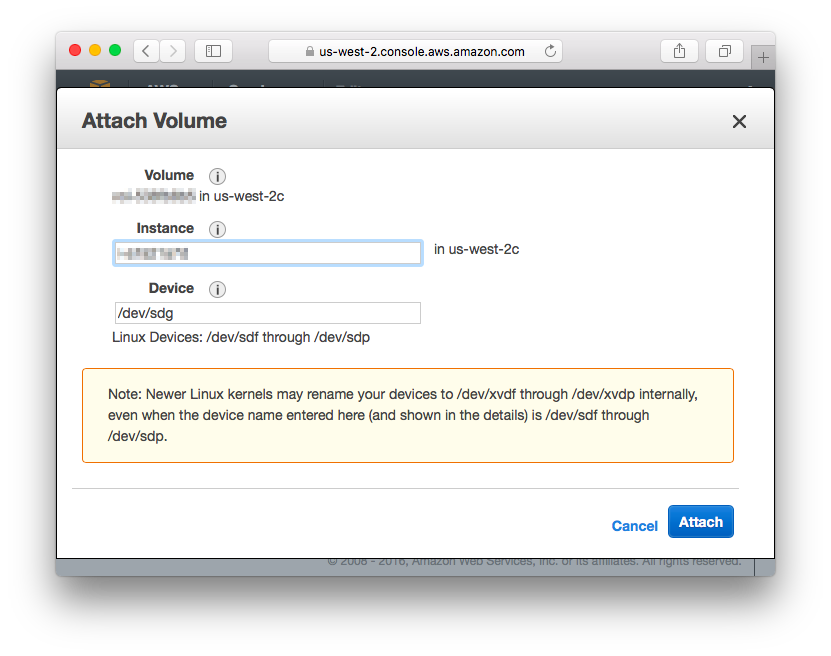 us-west-2.console.aws.amazon.com
Attach Volume
Volume
in us-west-2c
Instance
in us-west-2c
Device
/dev/sdg
Linux Devices: /dev/sdf through /dev/sdp
Note: Newer Linux kernels may rename your devices to /dev/xvdf through /dev/xvdp internally,
even when the device name entered here (and shown in the details) is /dev/sdf through
/dev/sdp.
Cancel
Attach
© 2008 - 2016, Amazon Web Services, Inc. or its affiliates. All rights reserved.